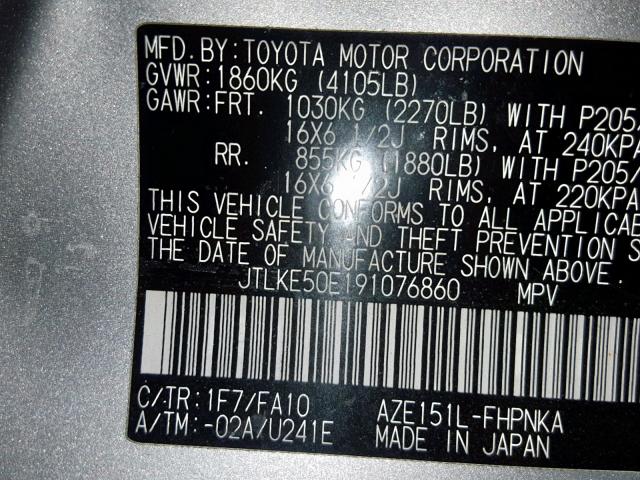 MFD.BY:TOYOTA MOTOR CORPORATION
GVWR:1860KG (4105LB)
GAWR:FRT. 1030KG (2270LB) WITH P205/
16X6 1/2J RIMS, AT 240KPA
RR. 855KG (1880LB) WITH P205/
16X6 1/2J RIMS, AT 220KPA
THIS VEHICLE CONFORMS TO ALL APPLICAB
VEHICLE SAFETY AND THEFT PREVENTION S
THE DATE OF MANUFACTURE SHOWN ABOVE.
JTLKE50E191076860 MPV
C/TR:1F7/FA10 AZE151L-FHPNKA
A/TM:-02A/U241E MADE IN JAPAN